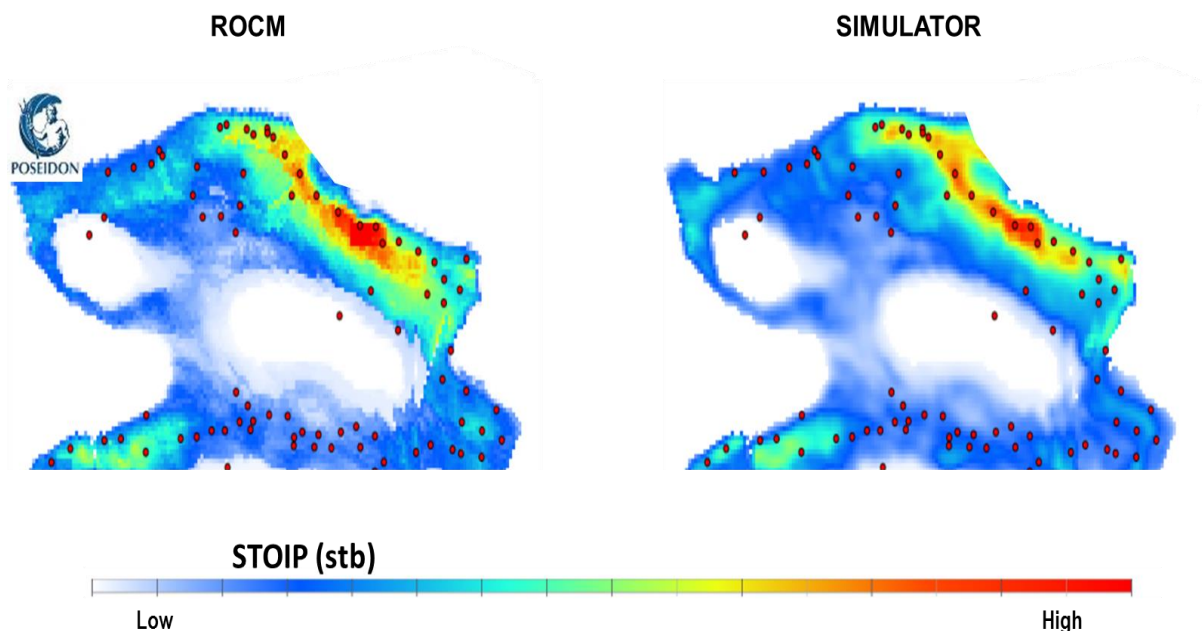 ROCM
SIMULATOR
POSEIDON
STOIP (stb)
Low
High